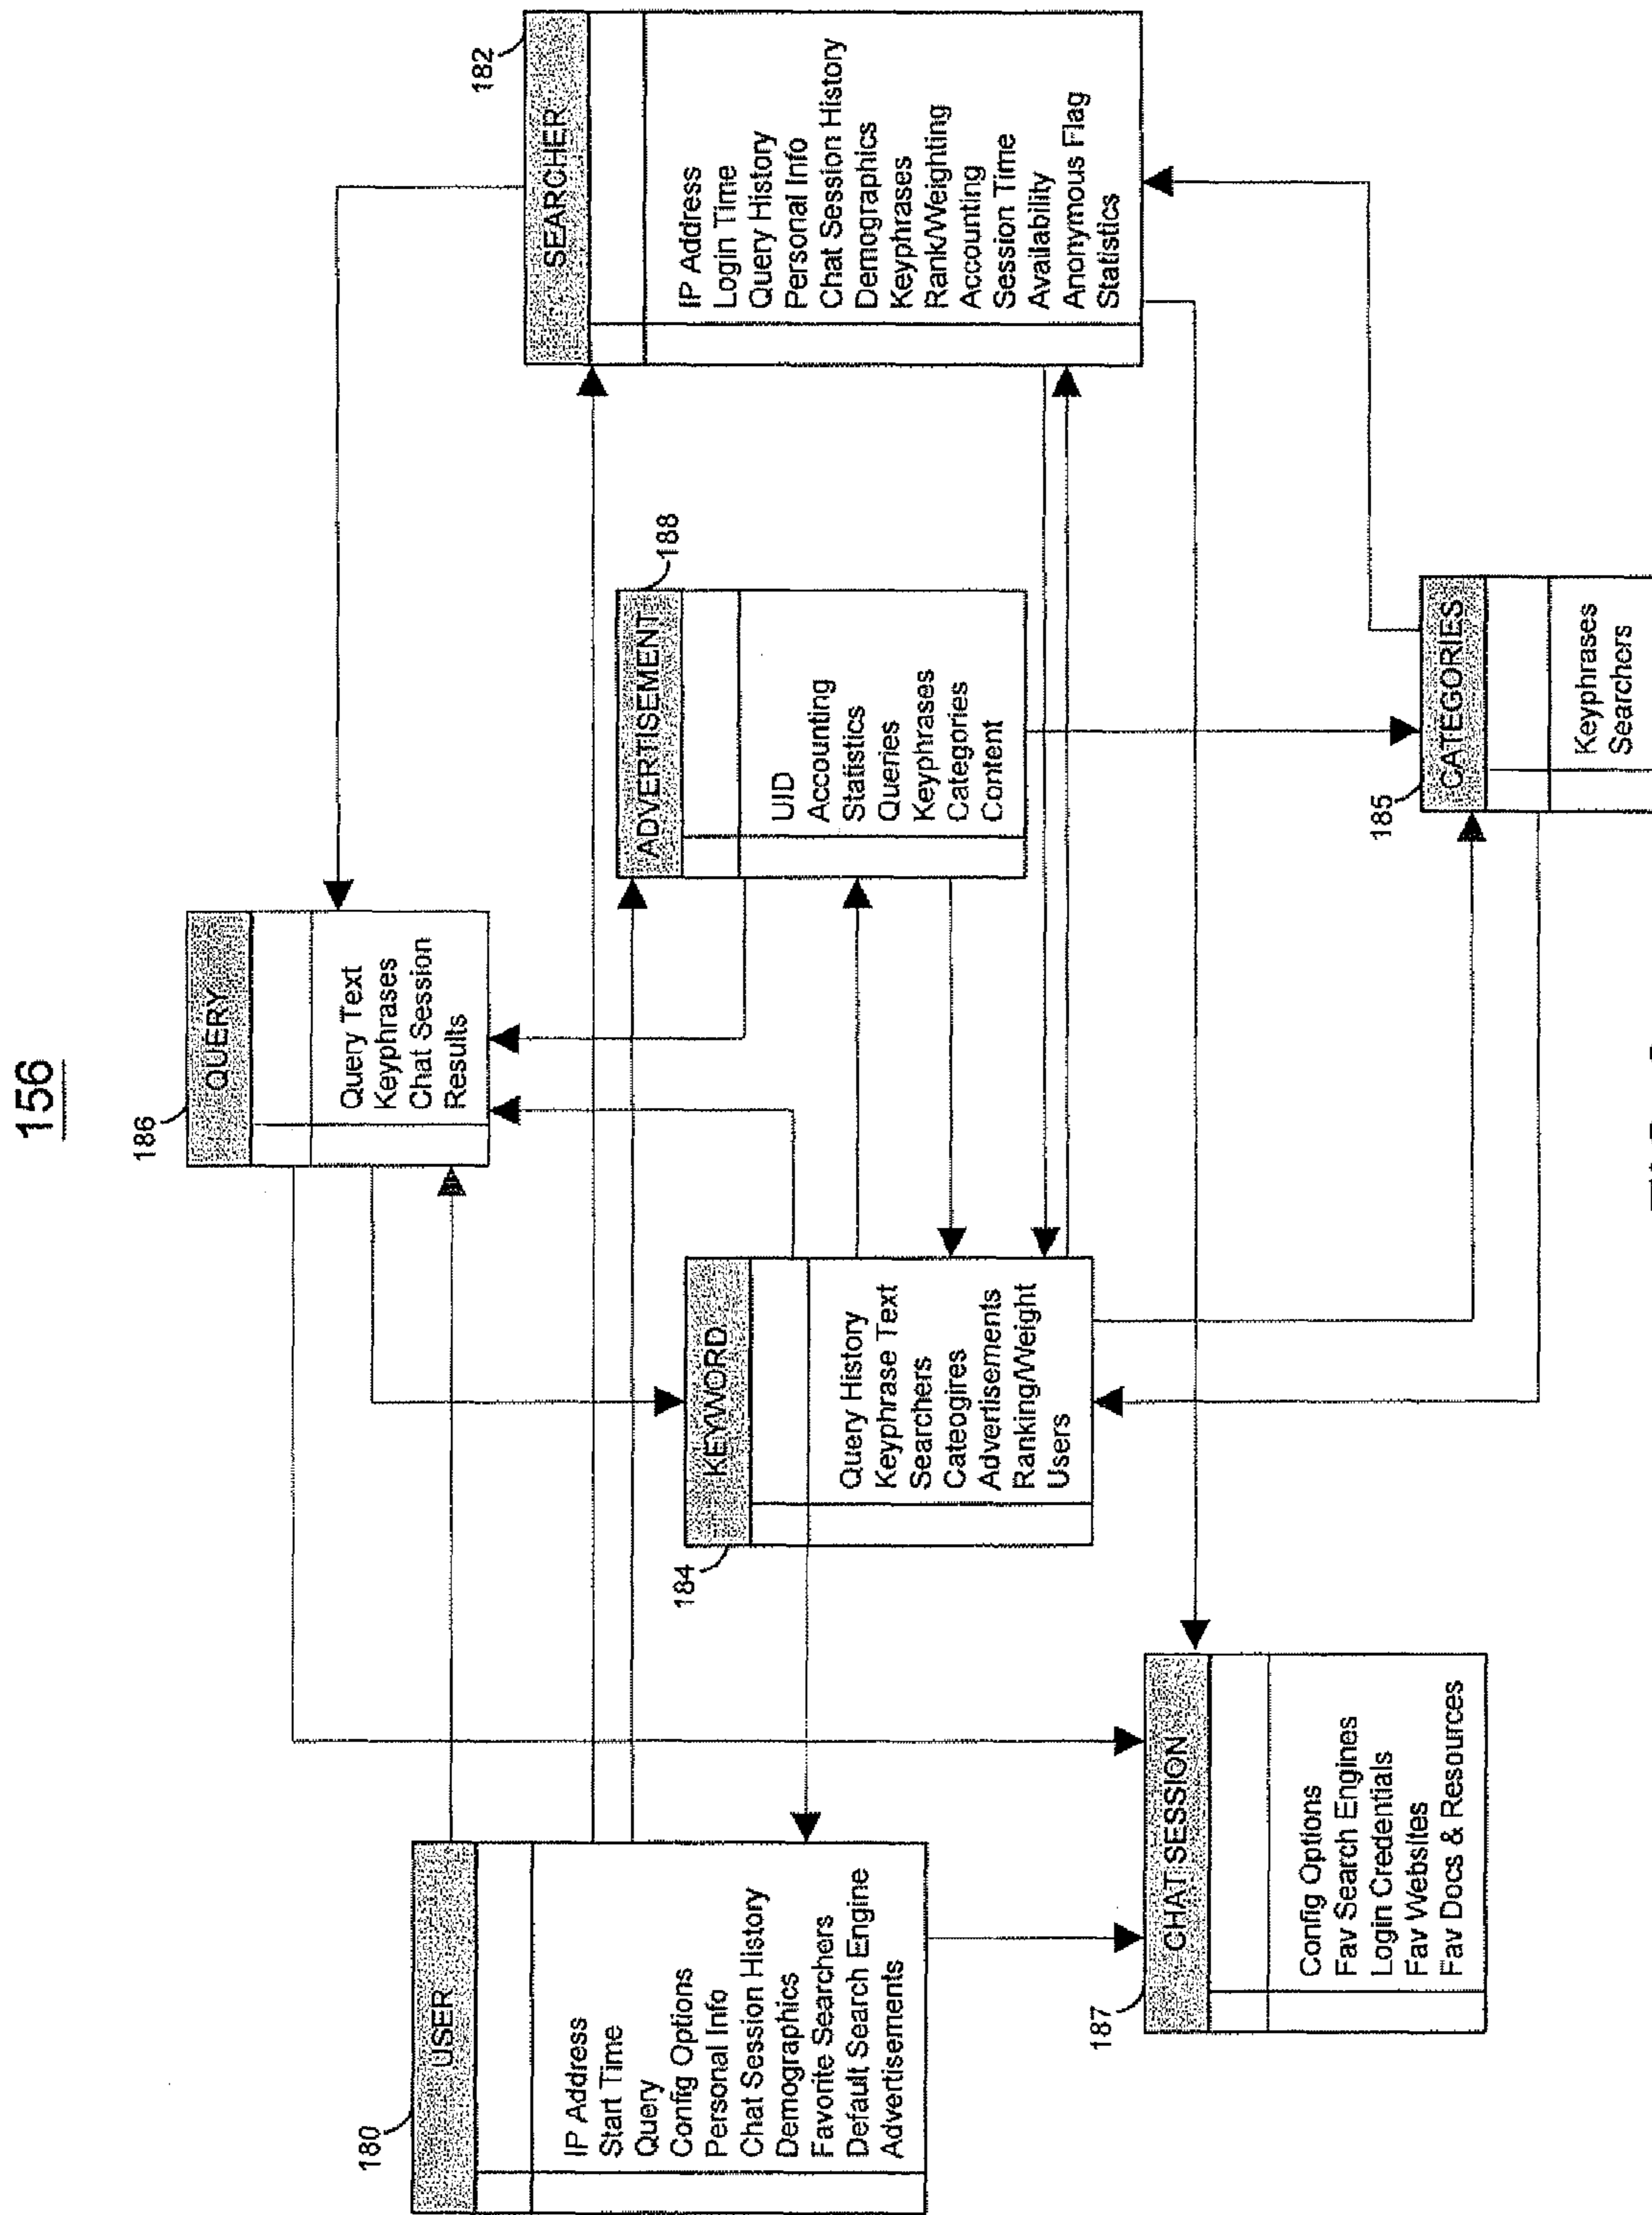 156
186
QUERY
Query Text
Keyphrases
Chat Session
Results
182
SEARCHER
IP Address
Login Time
Query History
Personal Info
Chat Session History
Demographics
Keyphrases
Rank/Weighting
Accounting
Session Time
Availability
Anonymous Flag
Statistics
180
USER
IP Address
Start Time
Query
Config Options
Personal Info
Chat Session History
Demographics
Favorite Searchers
Default Search Engine
Advertisements
188
ADVERTISEMENT
UID
Accounting
Statistics
Queries
Keyphrases
Categories
Content
184
KEYWORD
Query History
Keyphrase Text
Searchers
Cateogires
Advertisements
Ranking/Weight
Users
187
CHAT SESSION
Config Options
Fav Search Engines
Login Credentials
Fav Websites
Fav Docs & Resources
185
CATEGORIES
Keyphrases
Searchers